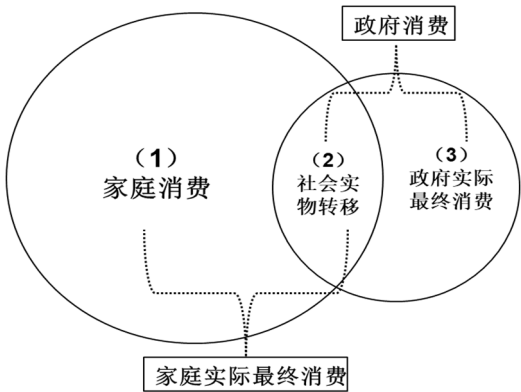 政府消费
（1）
家庭消费
（2）
社会实
物转移
（3）
政府实际
最终消费
家庭实际最终消费